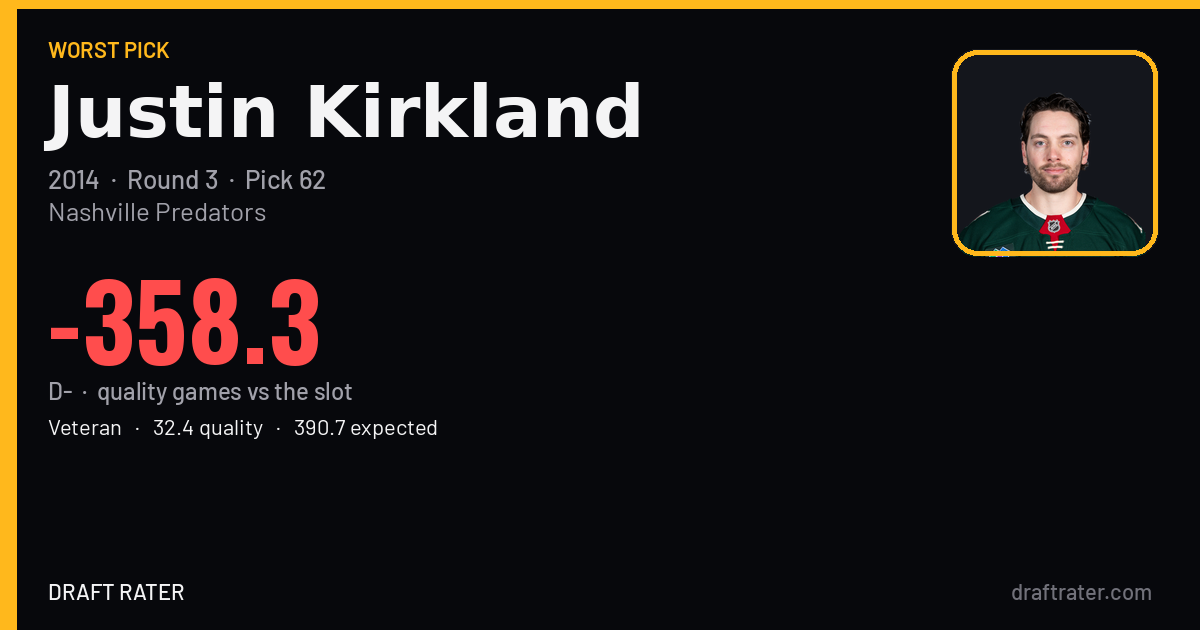 WORST PICK
Justin Kirkland
2014 · Round 3 · Pick 62
Nashville Predators
-358.3
D- · quality games vs the slot
Veteran · 32.4 quality · 390.7 expected
DRAFT RATER
draftrater.com